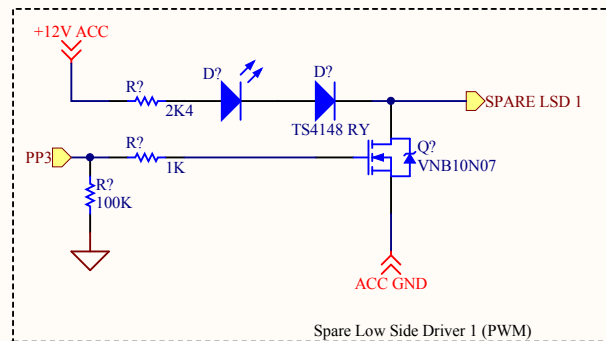 +12V ACC
R?
2K4
D?
D?
TS4148 RY
SPARE LSD 1
PP3
R?
1K
Q?
VNB10N07
R?
100K
ACC GND
Spare Low Side Driver 1 (PWM)